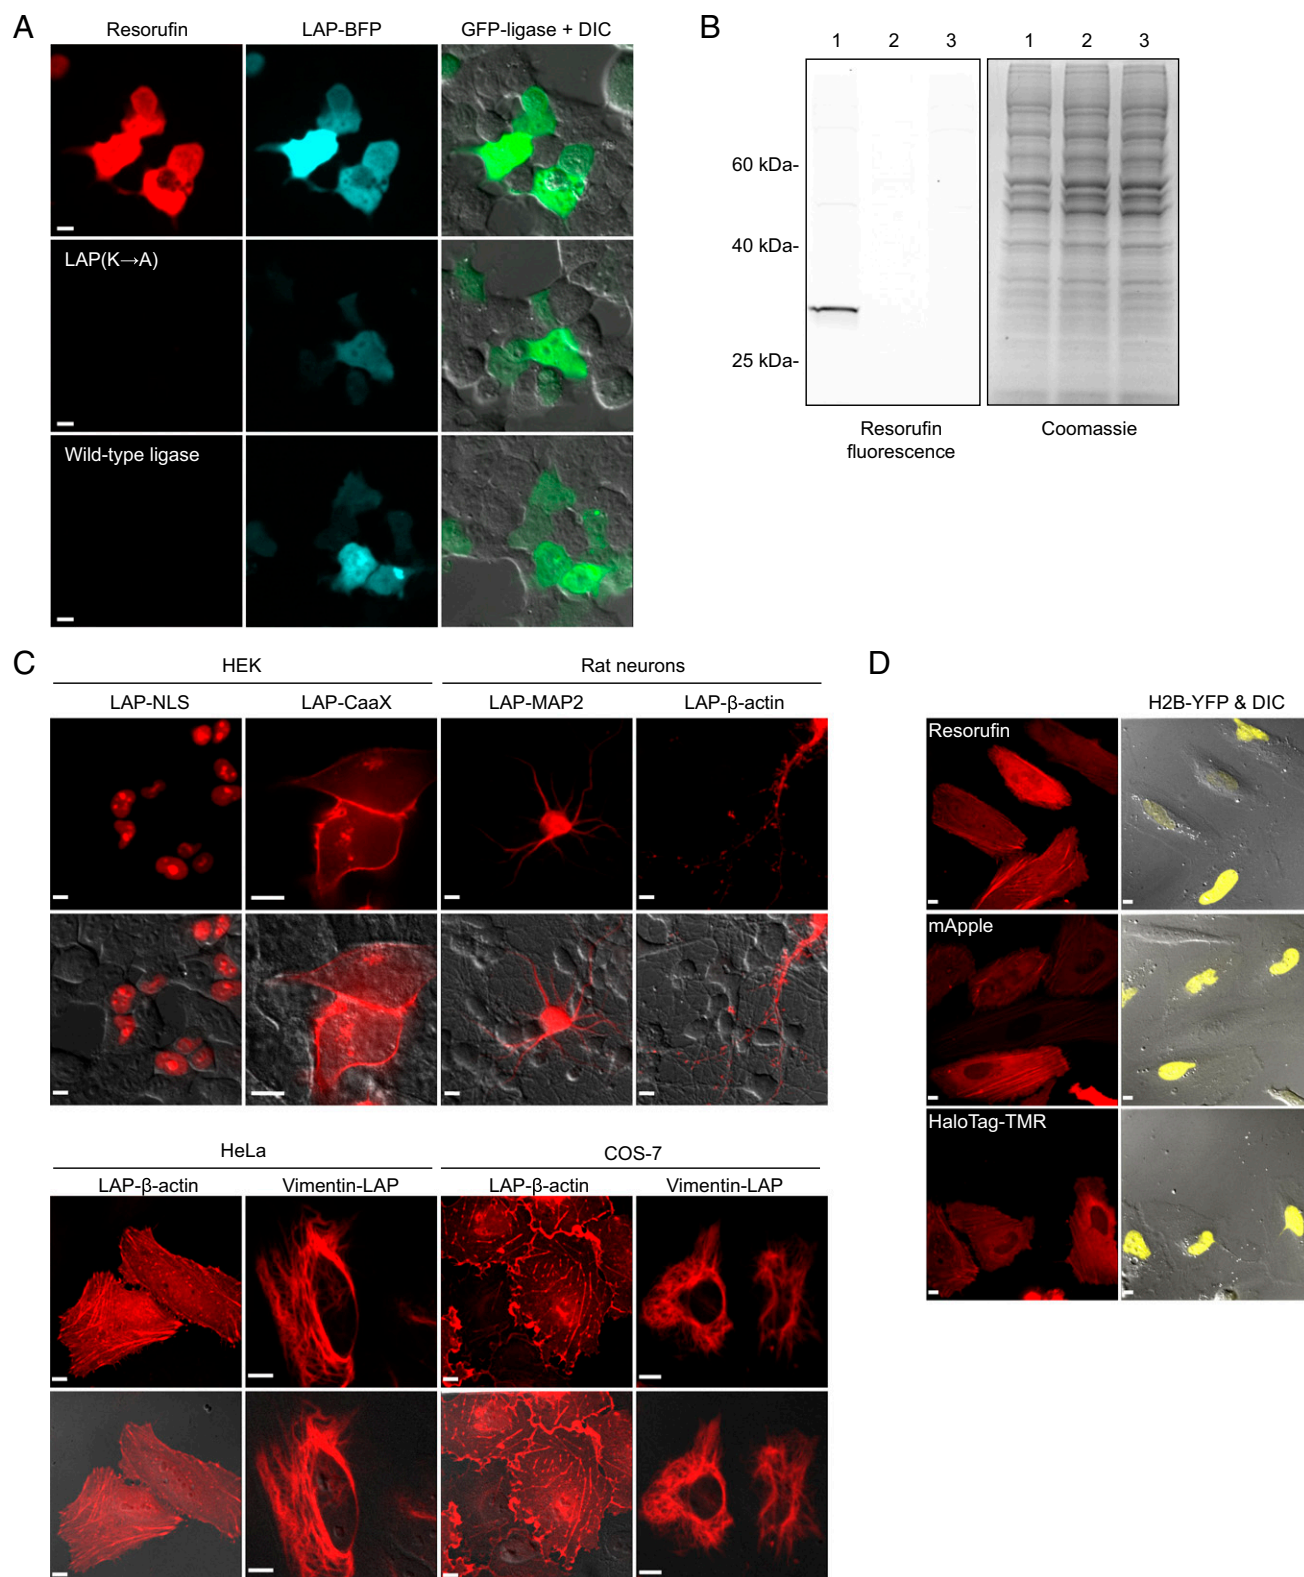 A
Resorufin LAP-BFP GFP-ligase + DIC
LAP(K→A)
Wild-type ligase
B
1 2 3 1 2 3
60 kDa-
40 kDa-
25 kDa-
Resorufin
fluorescence
Coomassie
C
HEK Rat neurons
LAP-NLS LAP-CaaX LAP-MAP2 LAP-β-actin
HeLa COS-7
LAP-β-actin Vimentin-LAP LAP-β-actin Vimentin-LAP
D
H2B-YFP & DIC
Resorufin
mApple
HaloTag-TMR